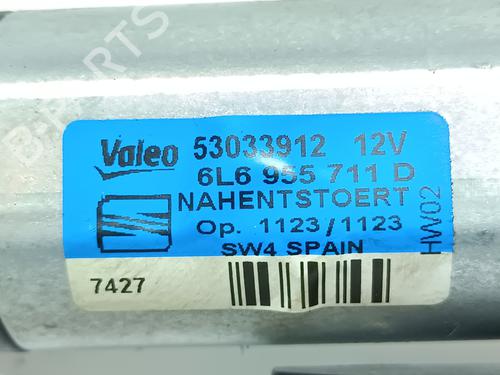 B-PARTS
Valeo 53033912 12V
6L6 955 711 D
NAHENTSTOERT
Op. 1123/1123
SW4 SPAIN
HW02
7427